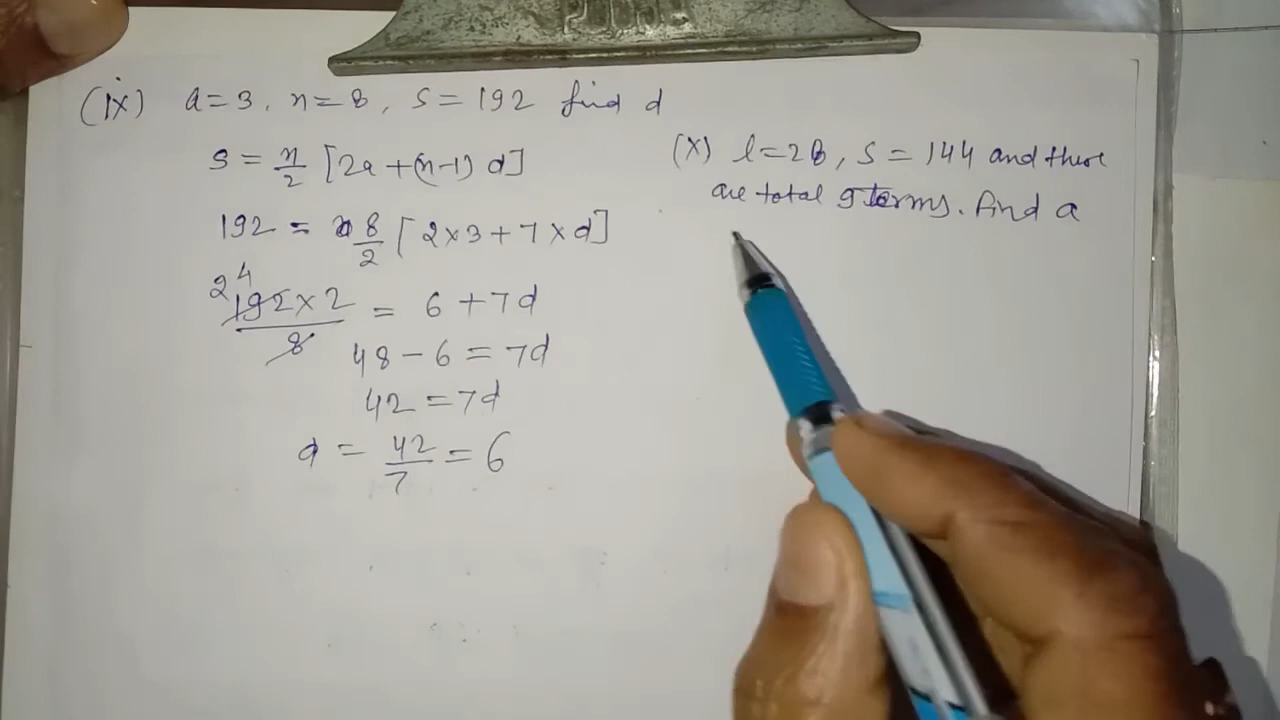 (ix) a=3, n=8, s=192 find d
s = n/2 [2a+(n-1) d]
192 = 8/2 [2×3+7×d]
24
192×2/8 = 6+7d
48-6=7d
42=7d
d = 42/7 = 6
(X) l=28, s=144 and there
are total 9 terms. find a